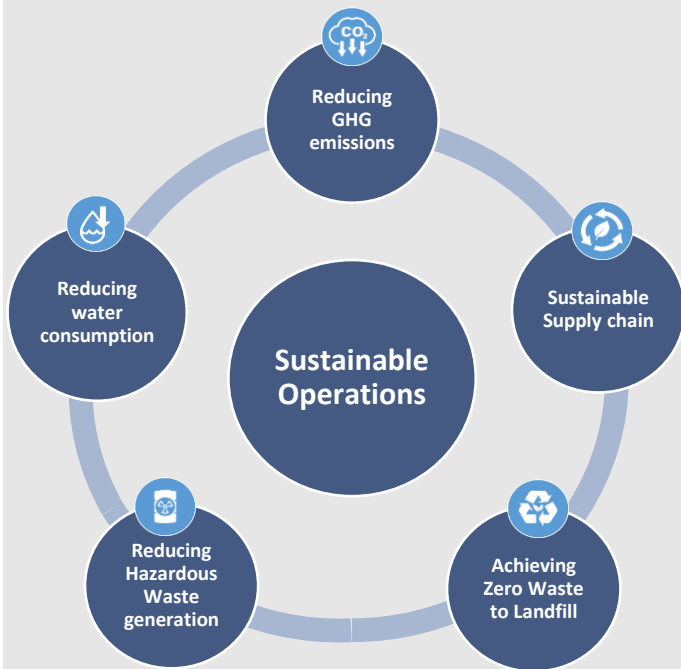 CO₂
Reducing
GHG
emissions
Sustainable
Supply chain
Achieving
Zero Waste
to Landfill
Reducing
Hazardous
Waste
generation
Reducing
water
consumption
Sustainable
Operations